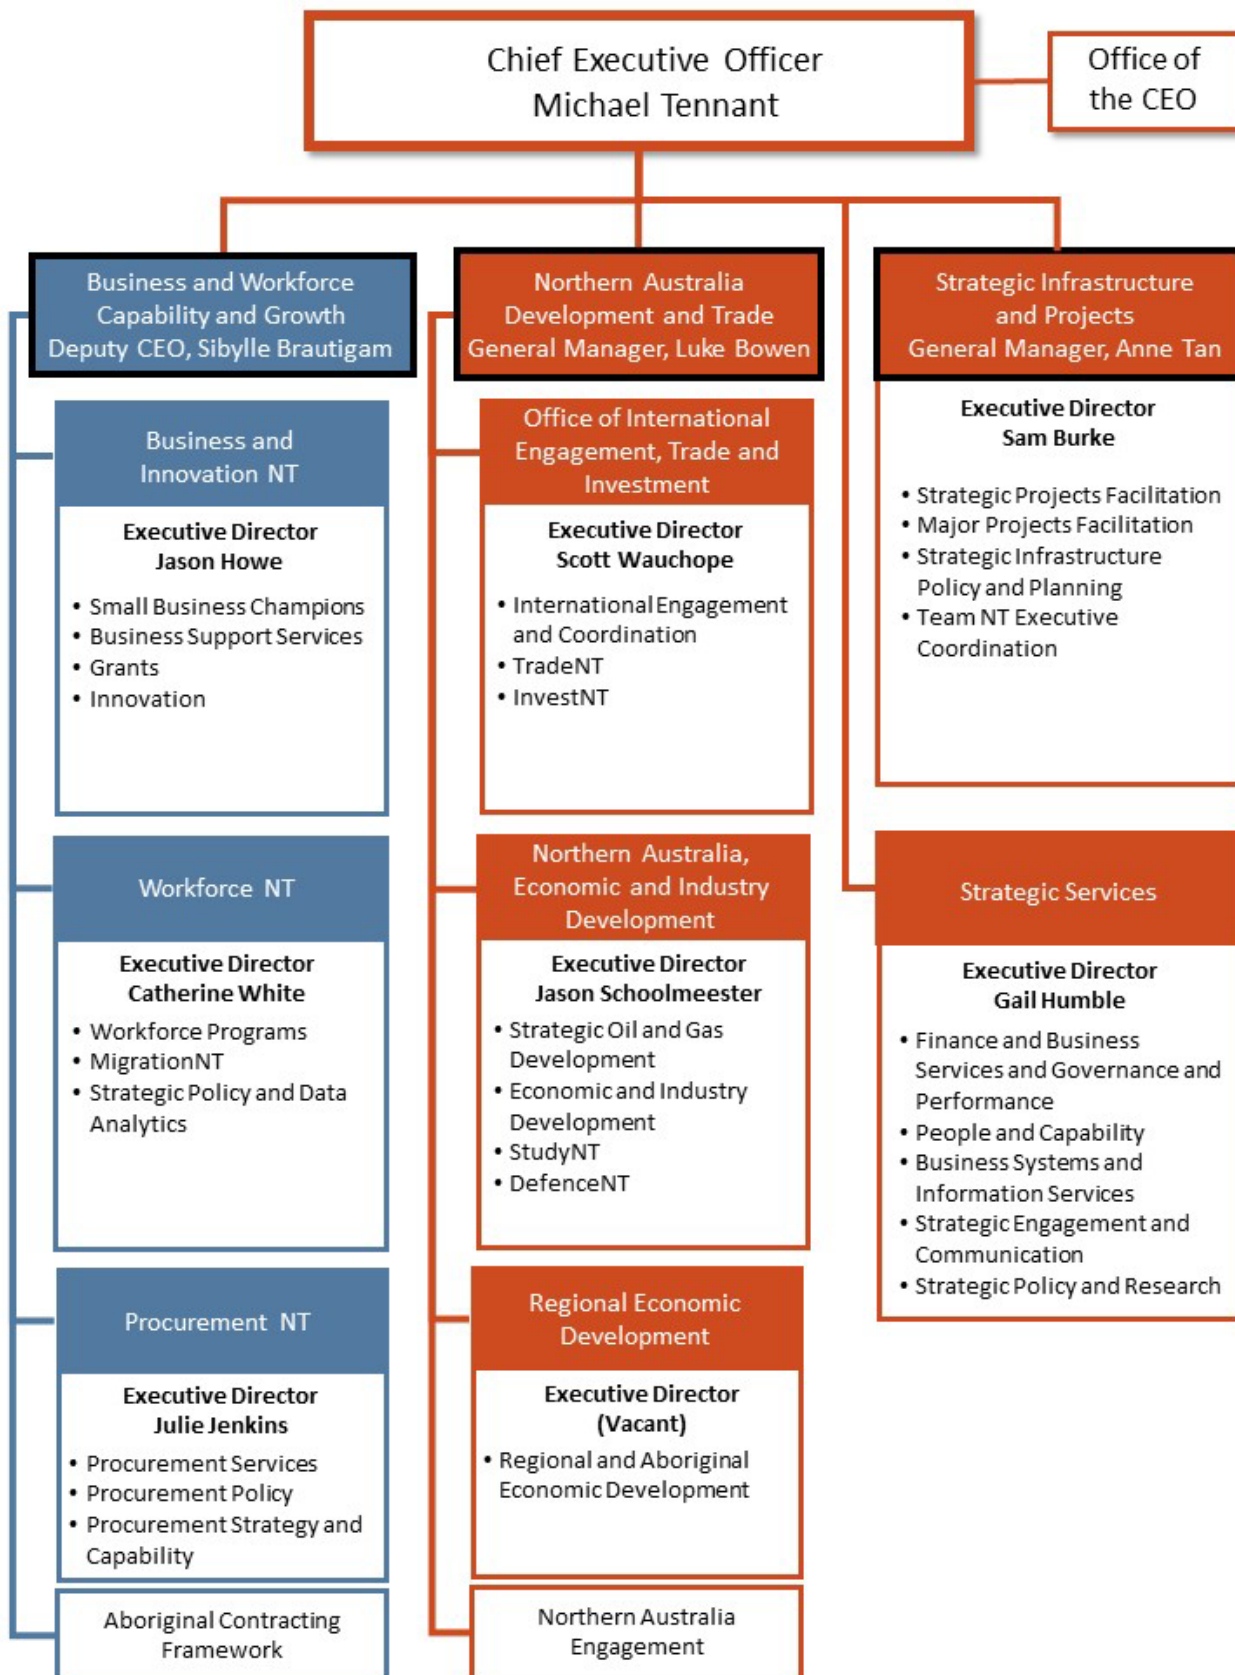 Chief Executive Officer
Michael Tennant
Office of
the CEO
Business and Workforce
Capability and Growth
Deputy CEO, Sibylle Brautigam
Business and
Innovation NT
Executive Director
Jason Howe
• Small Business Champions
• Business Support Services
• Grants
• Innovation
Workforce NT
Executive Director
Catherine White
• Workforce Programs
• MigrationNT
• Strategic Policy and Data
Analytics
Procurement NT
Executive Director
Julie Jenkins
• Procurement Services
• Procurement Policy
• Procurement Strategy and
Capability
Aboriginal Contracting
Framework
Northern Australia
Development and Trade
General Manager, Luke Bowen
Office of International
Engagement, Trade and
Investment
Executive Director
Scott Wauchope
• International Engagement
and Coordination
• TradeNT
• InvestNT
Northern Australia,
Economic and Industry
Development
Executive Director
Jason Schoolmeester
• Strategic Oil and Gas
Development
• Economic and Industry
Development
• StudyNT
• DefenceNT
Regional Economic
Development
Executive Director
(Vacant)
• Regional and Aboriginal
Economic Development
Northern Australia
Engagement
Strategic Infrastructure
and Projects
General Manager, Anne Tan
Executive Director
Sam Burke
• Strategic Projects Facilitation
• Major Projects Facilitation
• Strategic Infrastructure
Policy and Planning
• Team NT Executive
Coordination
Strategic Services
Executive Director
Gail Humble
• Finance and Business
Services and Governance and
Performance
• People and Capability
• Business Systems and
Information Services
• Strategic Engagement and
Communication
• Strategic Policy and Research